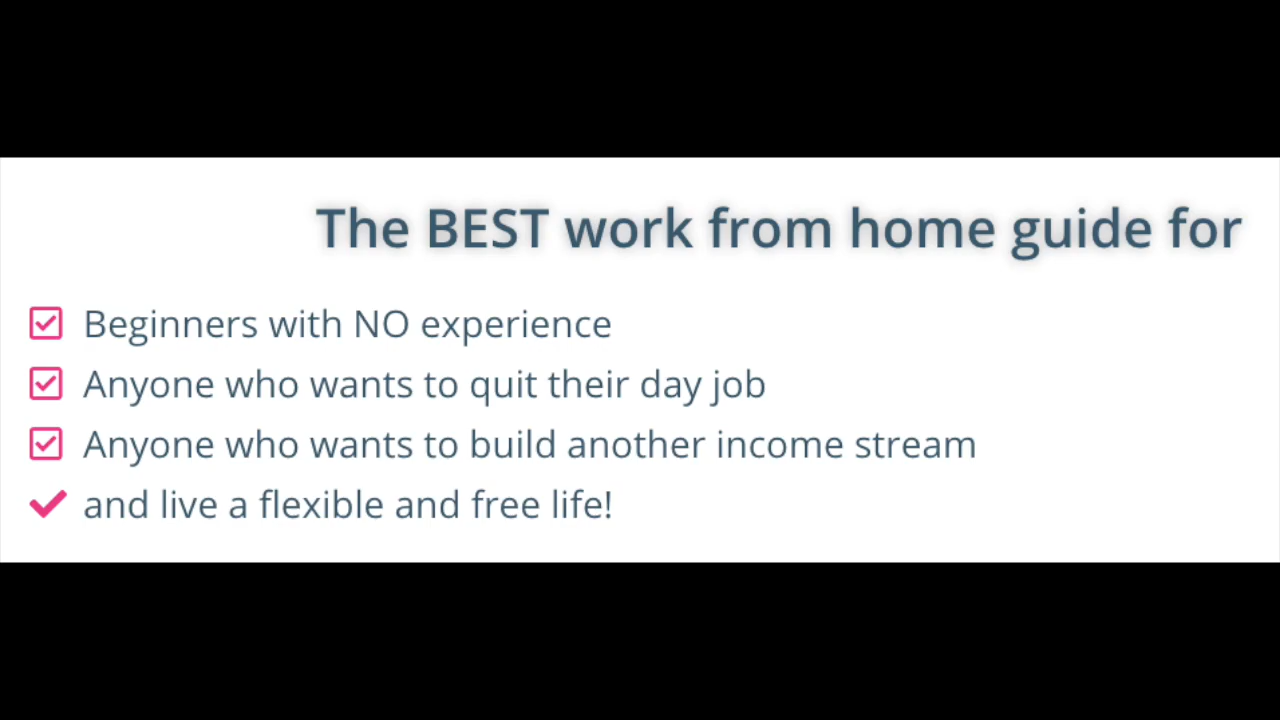 The BEST work from home guide for
Beginners with NO experience
Anyone who wants to quit their day job
Anyone who wants to build another income stream
and live a flexible and free life!